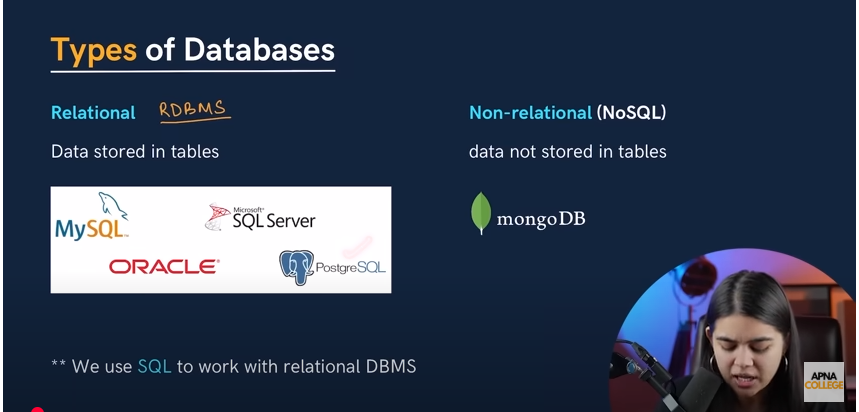 Types of Databases
Relational RDBMS
Data stored in tables
MySQL
Microsoft
SQL Server
ORACLE
PostgreSQL
Non-relational (NoSQL)
data not stored in tables
mongoDB
** We use SQL to work with relational DBMS
APNA
COLLEGE